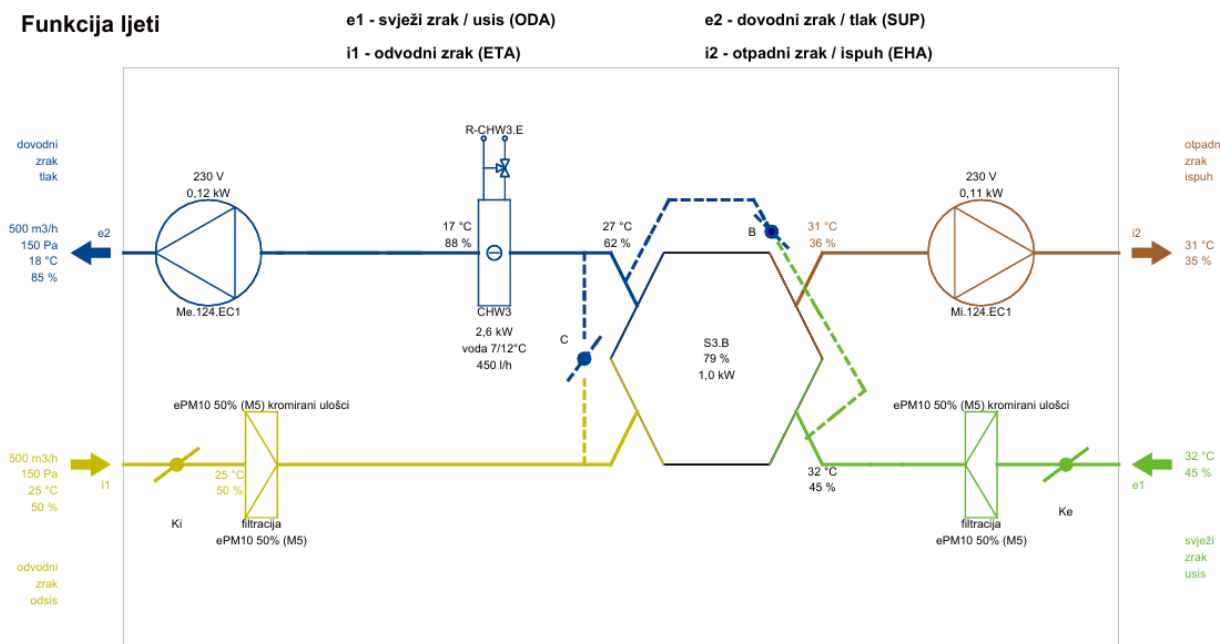 Funkcija ljeti
e1 - svježi zrak / usis (ODA)
e2 - dovodni zrak / tlak (SUP)
i1 - odvodni zrak (ETA)
i2 - otpadni zrak / ispuh (EHA)
dovodni
zrak
tlak
500 m3/h
150 Pa
18 °C
85 %
e2
230 V
0,12 kW
Me.124.EC1
R-CHW3.E
17 °C
88 %
CHW3
2,6 kW
voda 7/12°C
450 l/h
27 °C
62 %
C
B
S3.B
79 %
1,0 kW
31 °C
36 %
230 V
0,11 kW
Mi.124.EC1
i2
otpadn
zrak
ispuh
31 °C
35 %
500 m3/h
150 Pa
25 °C
50 %
i1
Ki
ePM10 50% (M5) kromirani ulošci
25 °C
50 %
filtracija
ePM10 50% (M5)
odvodni
zrak
odsis
32 °C
45 %
ePM10 50% (M5) kromirani ulošci
filtracija
ePM10 50% (M5)
Ke
e1
32 °C
45 %
svježi
zrak
usis